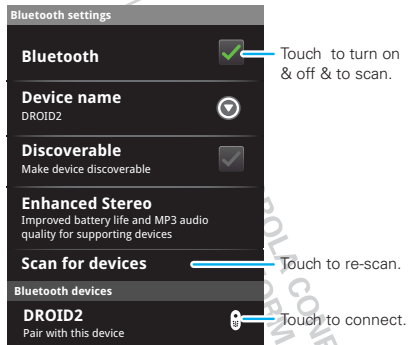 Bluetooth settings
Bluetooth
Touch to turn on
& off & to scan.
Device name
DROID2
Discoverable
Make device discoverable
Enhanced Stereo
Improved battery life and MP3 audio
quality for supporting devices
Scan for devices
Touch to re-scan.
Bluetooth devices
DROID2
Pair with this device
Touch to connect.